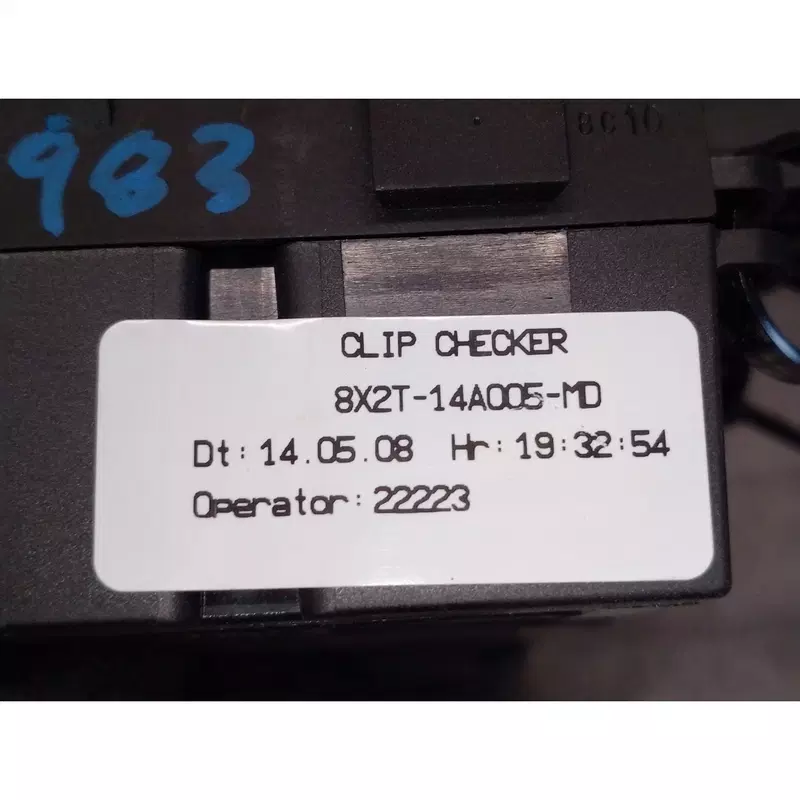 983
8C10
CLIP CHECKER
8X2T-14A005-MD
Dt: 14.05.08 Hr: 19:32:54
Operator: 22223